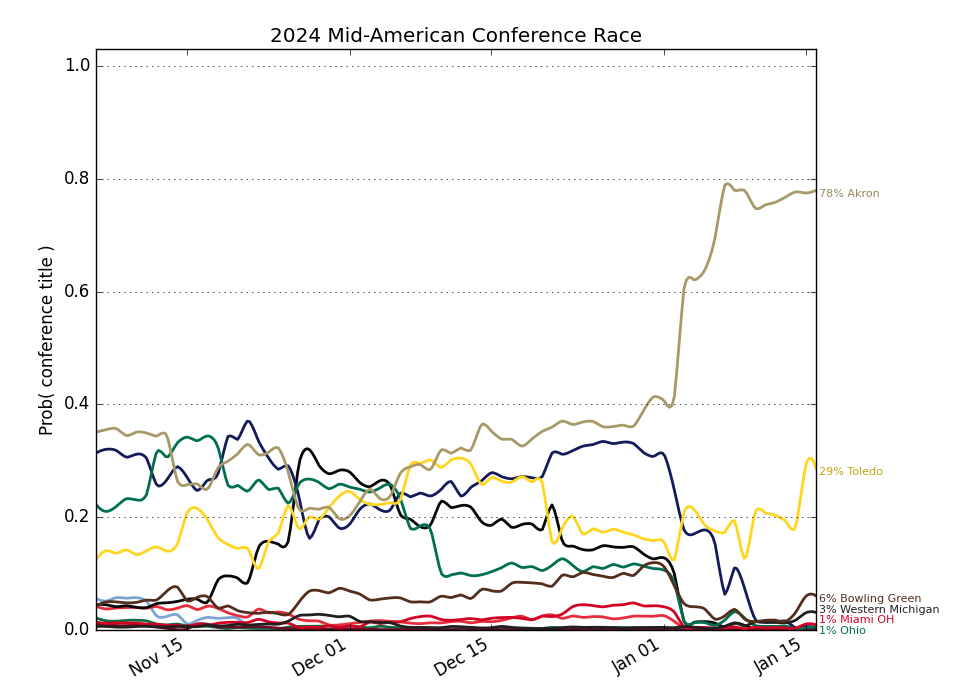 2024 Mid-American Conference Race
Prob( conference title )
1.0
0.8
0.6
0.4
0.2
0.0
78% Akron
29% Toledo
6% Bowling Green
3% Western Michigan
1% Miami OH
1% Ohio
Nov 15
Dec 01
Dec 15
Jan 01
Jan 15